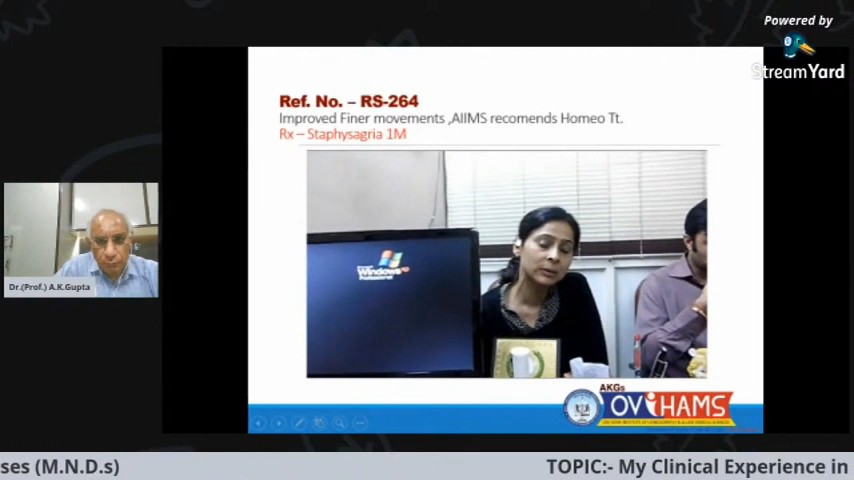 Powered by
StreamYard
Ref. No. – RS-264
Improved Finer movements ,AIIMS recomends Homeo Tt.
Rx – Staphysagria 1M
Windows xp
Professional
Dr.(Prof.) A.K.Gupta
AKGs
OViHAMS
ses (M.N.D.s)
TOPIC:- My Clinical Experience in